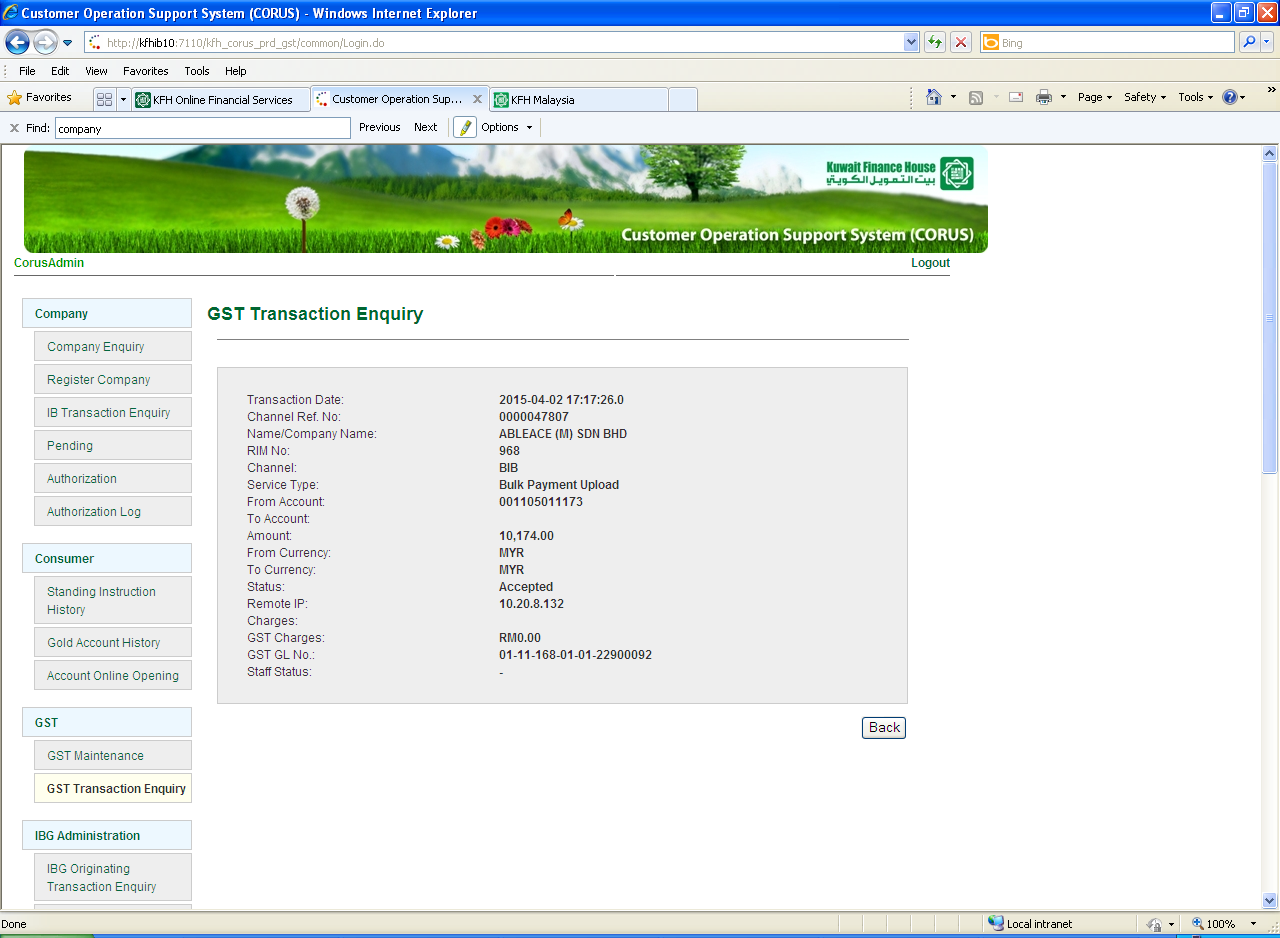 Customer Operation Support System (CORUS) - Windows Internet Explorer
http://kfhib10:7110/kfh_corus_prd_gst/common/Login.do
Bing
File Edit View Favorites Tools Help
Favorites
KFH Online Financial Services
Customer Operation Sup...
KFH Malaysia
Page
Safety
Tools
»
Find:
company
Previous
Next
Options
Kuwait Finance House
بيت التمويل الكويتي
Customer Operation Support System (CORUS)
CorusAdmin
Logout
Company
Company Enquiry
Register Company
IB Transaction Enquiry
Pending
Authorization
Authorization Log
Consumer
Standing Instruction
History
Gold Account History
Account Online Opening
GST
GST Maintenance
GST Transaction Enquiry
IBG Administration
IBG Originating
Transaction Enquiry
GST Transaction Enquiry
Transaction Date: 2015-04-02 17:17:26.0
Channel Ref. No: 0000047807
Name/Company Name: ABLEACE (M) SDN BHD
RIM No: 968
Channel: BIB
Service Type: Bulk Payment Upload
From Account: 001105011173
To Account:
Amount: 10,174.00
From Currency: MYR
To Currency: MYR
Status: Accepted
Remote IP: 10.20.8.132
Charges:
GST Charges: RM0.00
GST GL No.: 01-11-168-01-01-22900092
Staff Status: -
Back
Done
Local intranet
100%